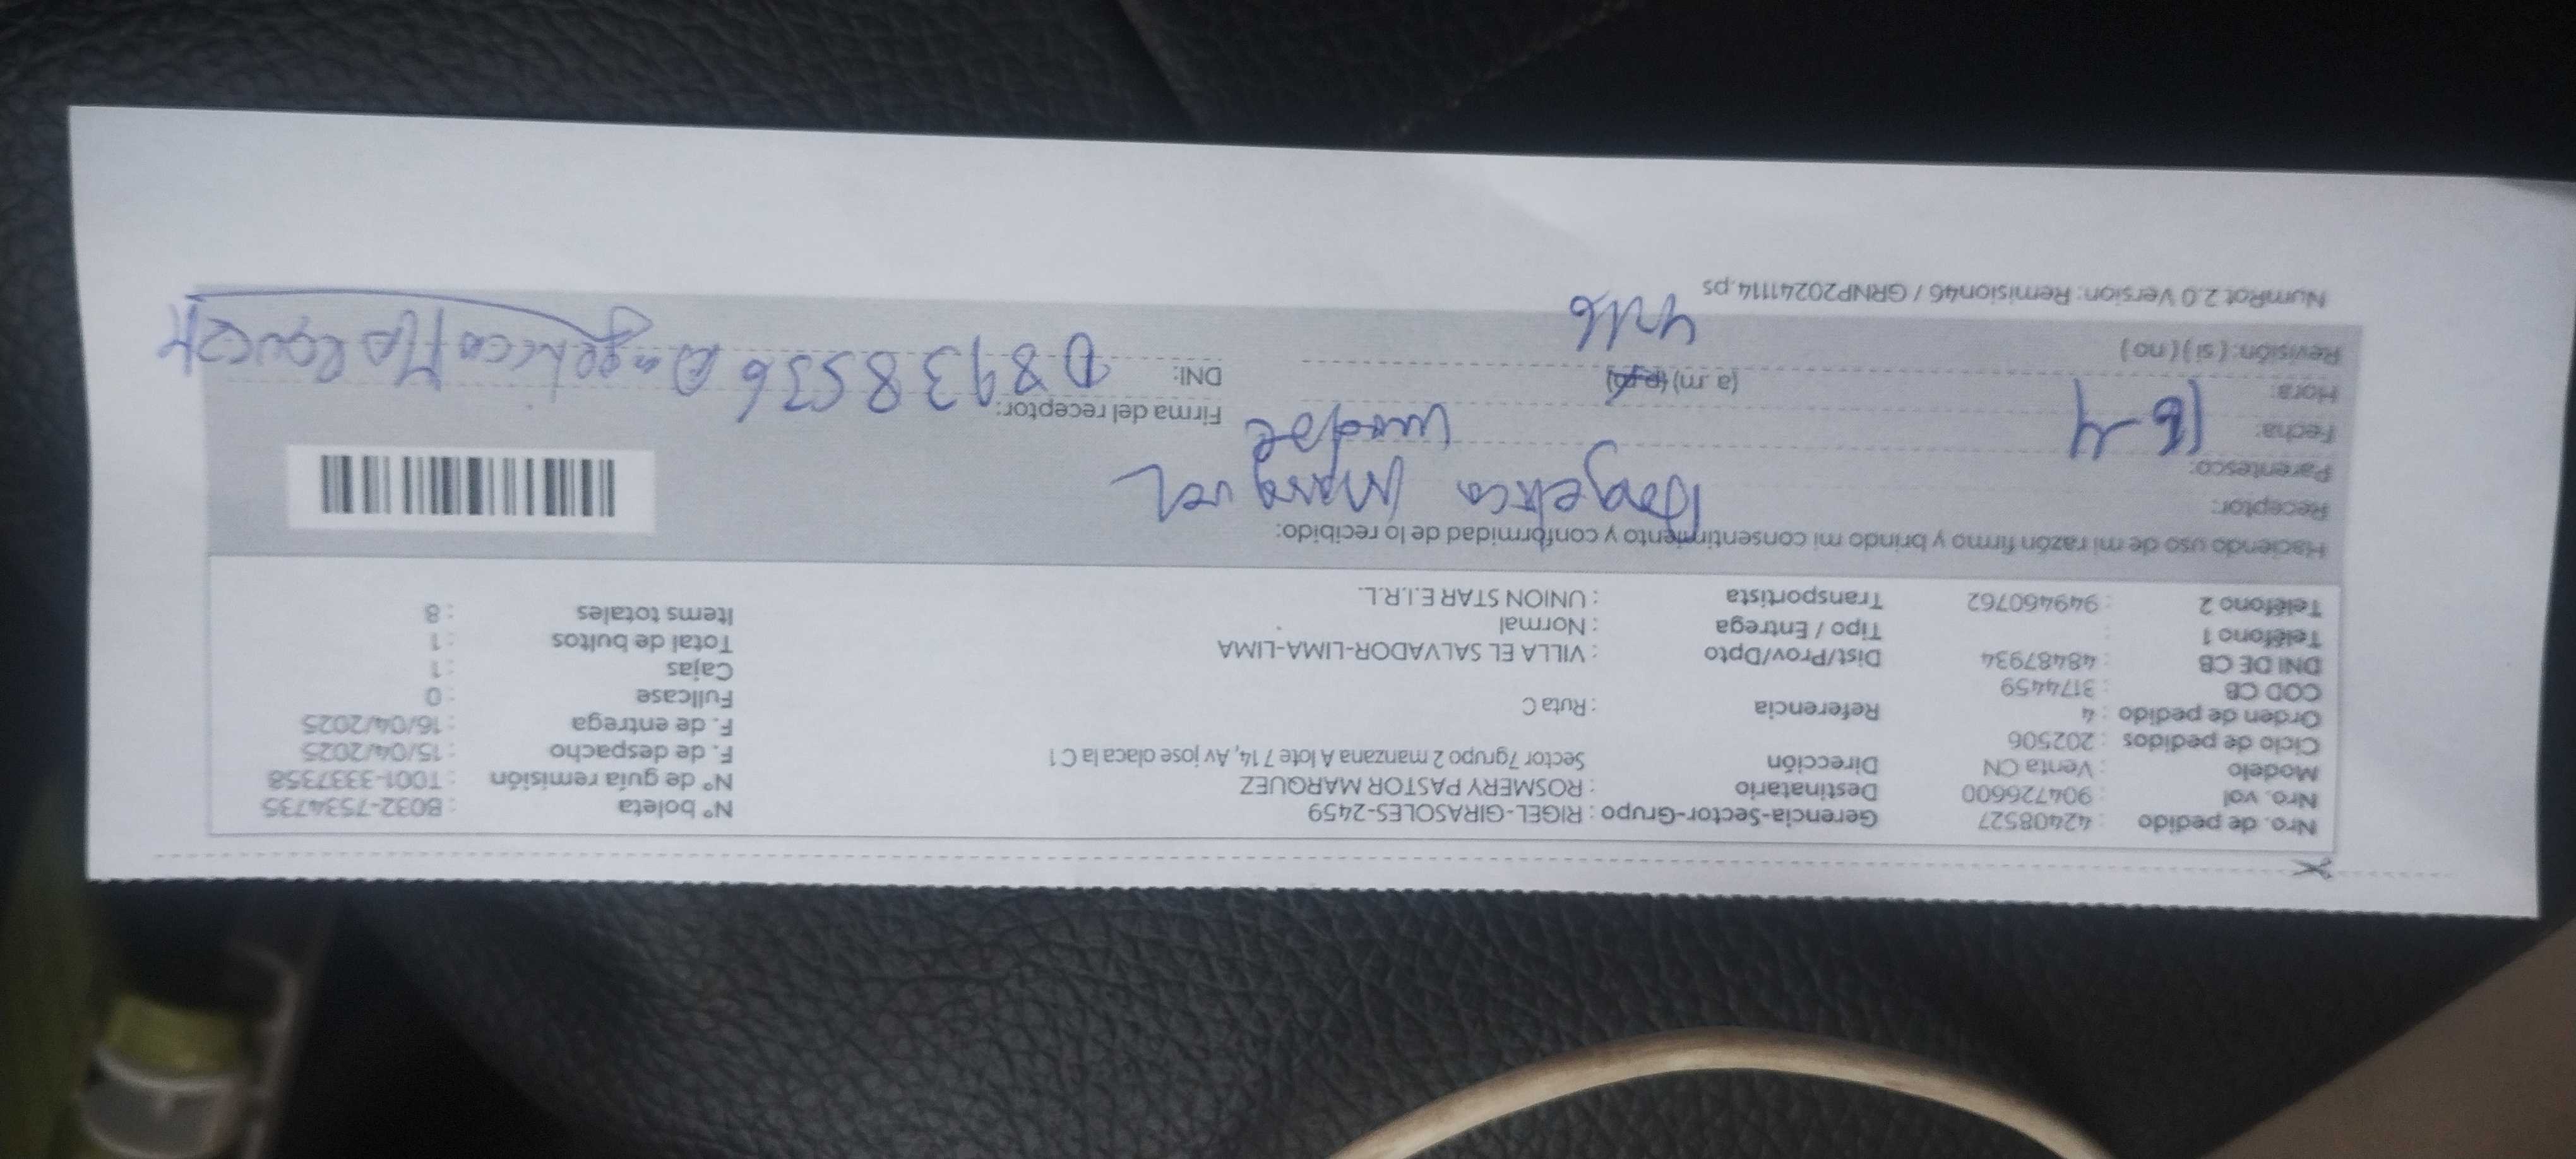 Nro. de pedido : 42408527 Gerencia-Sector-Grupo : RIGEL-GIRASOLES-2459 N° boleta : B032-7534735
Nro. vol : 904726600 Destinatario : ROSMERY PASTOR MARQUEZ N° de guía remisión : T001-3337358
Modelo : Venta CN Dirección Sector 7grupo 2 manzana A lote 7 14, Av jose olaca la C 1 F. de despacho : 15/04/2025
Ciclo de pedidos : 202506 F. de entrega : 16/04/2025
Orden de pedido : 4 Referencia : Ruta C Fullcase : 0
COD CB : 3174459 Cajas : 1
DNI DE CB : 48487934 Dist/Prov/Dpto : VILLA EL SALVADOR-LIMA-LIMA Total de bultos : 1
Teléfono 1 : Tipo / Entrega : Normal Items totales : 8
Teléfono 2 : 949460762 Transportista : UNION STAR E.I.R.L.
Haciendo uso de mi razón firmo y brindo mi consentimiento y conformidad de lo recibido:
Receptor: Angelica
Parentesco: madre
Fecha: 16-4 Firma del receptor:
Hora: (a .m) (p.m) DNI: 08938536 Angelica
Revisión: ( si ) ( no )
NumRot 2.0 Version: Remision46 / GRNP20241114.ps